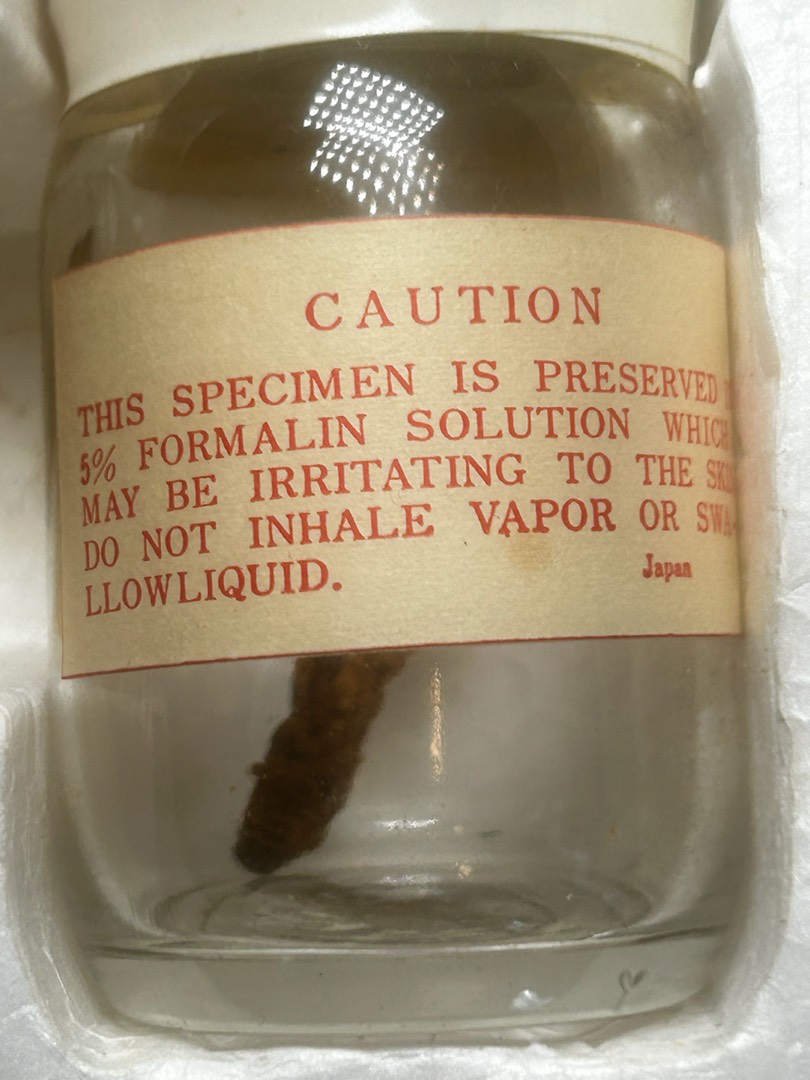 CAUTION
THIS SPECIMEN IS PRESERVED
5% FORMALIN SOLUTION WHICH
MAY BE IRRITATING TO THE
DO NOT INHALE VAPOR OR SWA-
LLOWLIQUID.
Japan